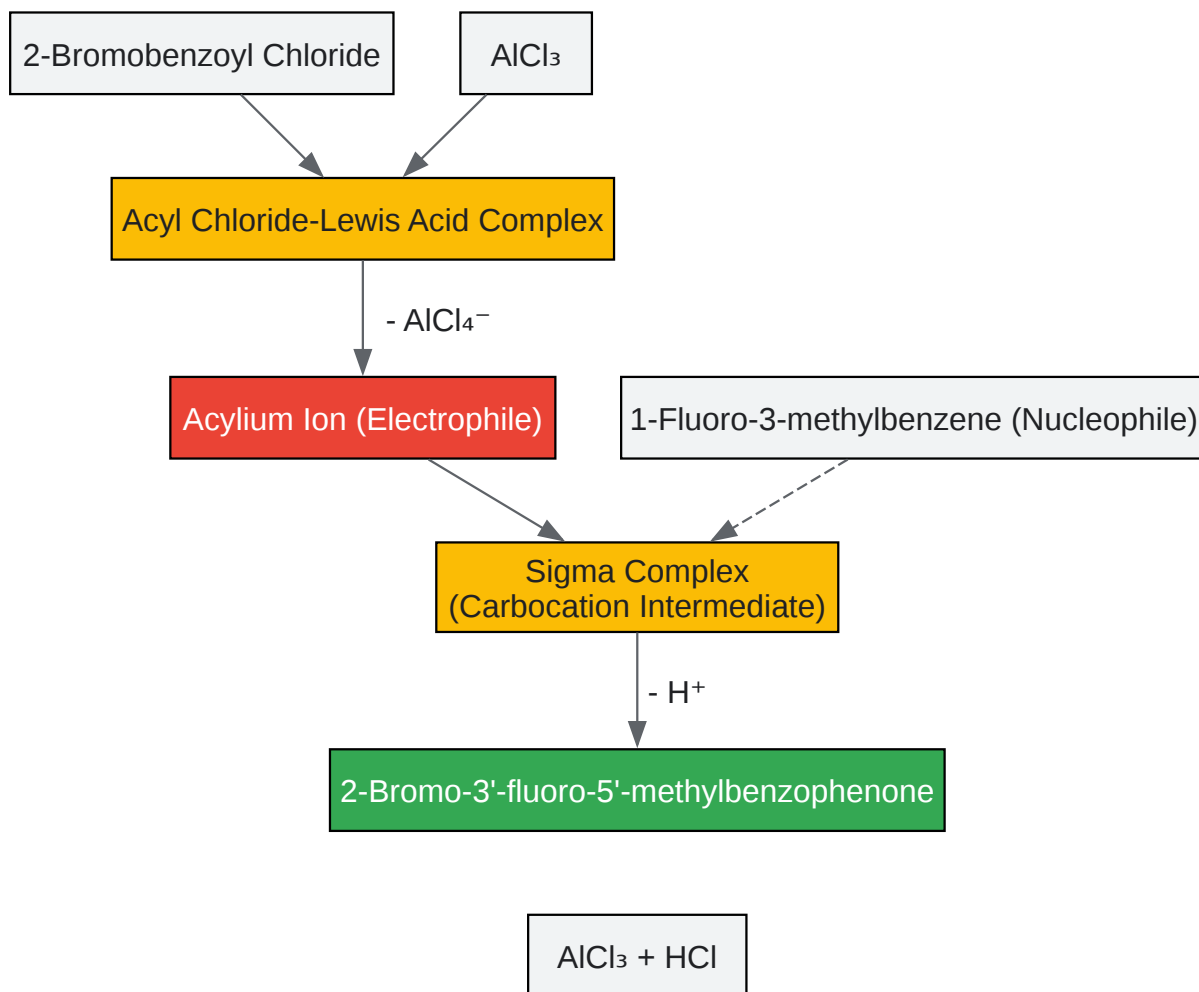 2-Bromobenzoyl Chloride
AlCl₃
Acyl Chloride-Lewis Acid Complex
- AlCl₄⁻
Acylium Ion (Electrophile)
1-Fluoro-3-methylbenzene (Nucleophile)
Sigma Complex
(Carbocation Intermediate)
- H⁺
2-Bromo-3'-fluoro-5'-methylbenzophenone
AlCl₃ + HCl